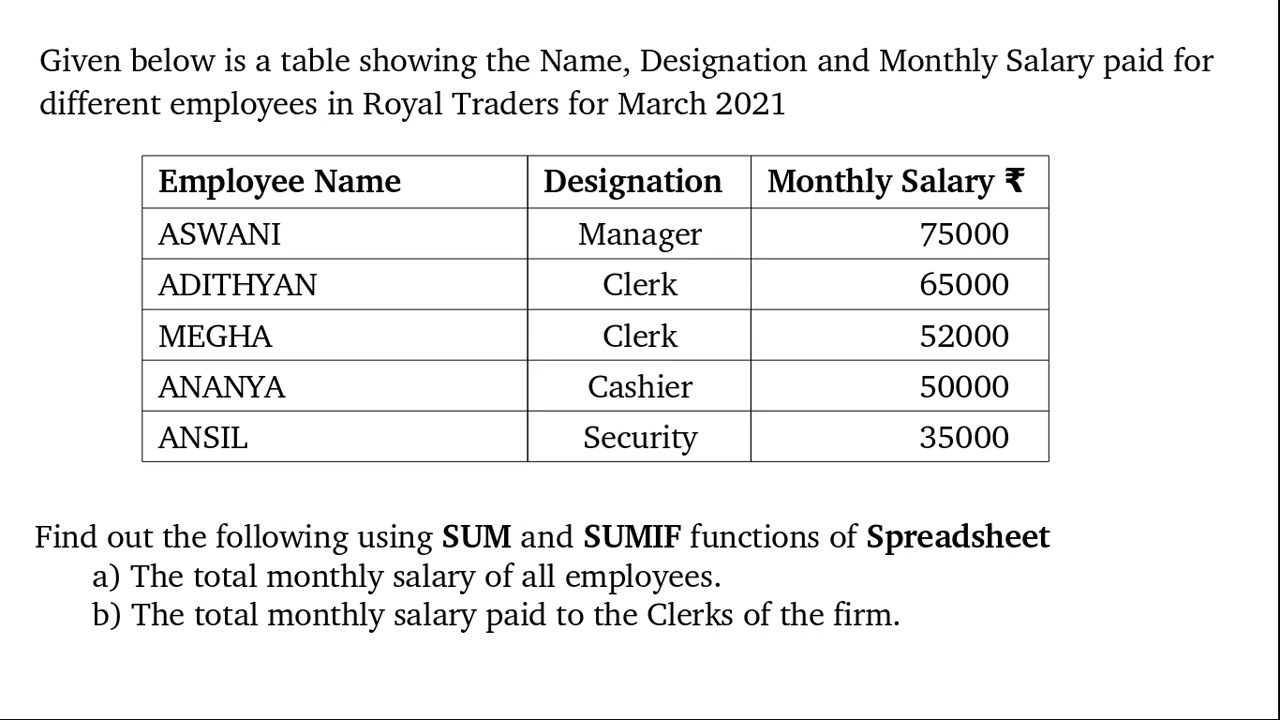 Given below is a table showing the Name, Designation and Monthly Salary paid for
different employees in Royal Traders for March 2021
Employee Name Designation Monthly Salary ₹
ASWANI Manager 75000
ADITHYAN Clerk 65000
MEGHA Clerk 52000
ANANYA Cashier 50000
ANSIL Security 35000
Find out the following using SUM and SUMIF functions of Spreadsheet
a) The total monthly salary of all employees.
b) The total monthly salary paid to the Clerks of the firm.